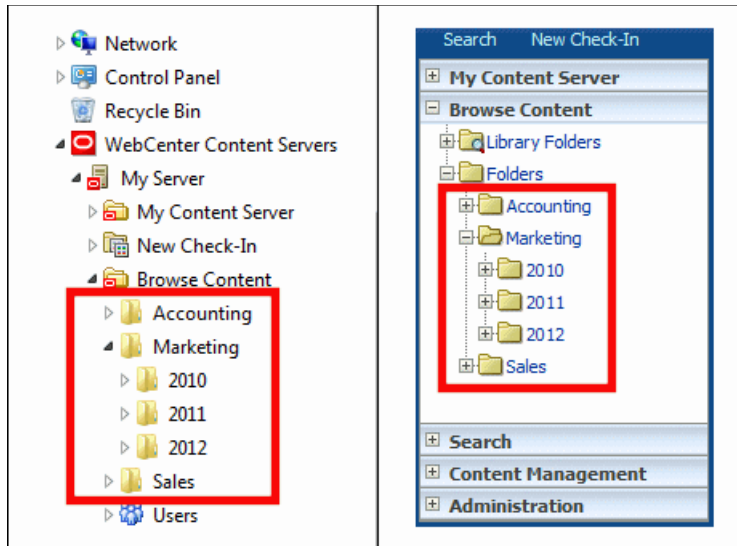 Network
Control Panel
Recycle Bin
WebCenter Content Servers
My Server
My Content Server
New Check-In
Browse Content
Accounting
Marketing
2010
2011
2012
Sales
Users
Search New Check-In
My Content Server
Browse Content
Library Folders
Folders
Accounting
Marketing
2010
2011
2012
Sales
Search
Content Management
Administration